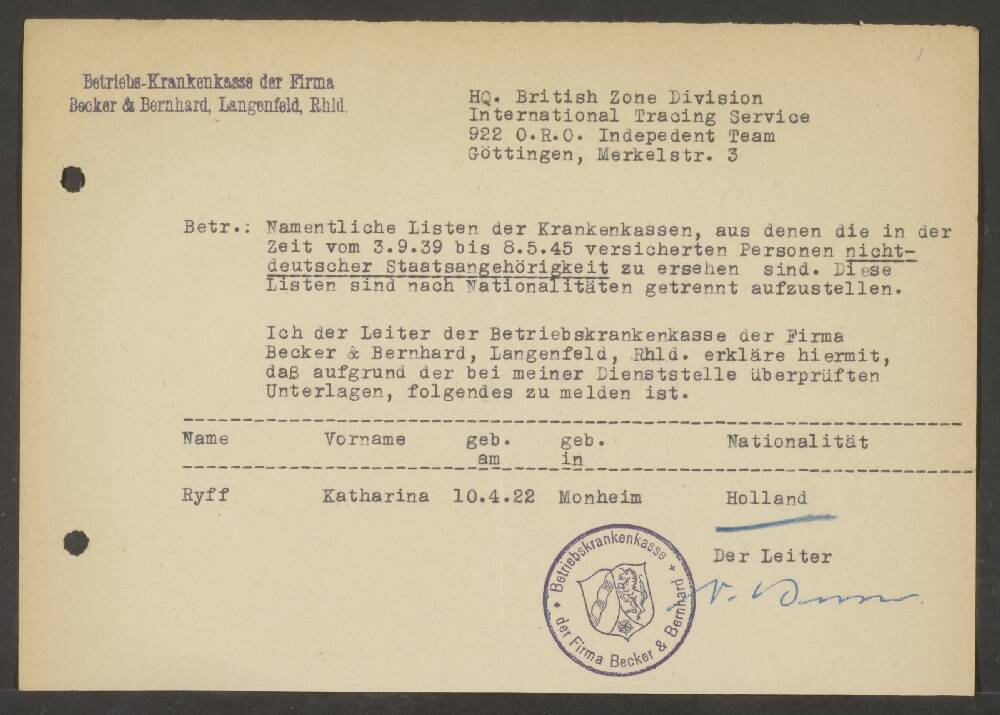 Betriebs-Krankenkasse der Firma
Becker & Bernhard, Langenfeld, Rhld.
HQ. British Zone Division
International Tracing Service
922 O.R.O. Indepedent Team
Göttingen, Merkelstr. 3
Betr.: Namentliche Listen der Krankenkassen, aus denen die in der
Zeit vom 3.9.39 bis 8.5.45 versicherten Personen nicht-
deutscher Staatsangehörigkeit zu ersehen sind. Diese
Listen sind nach Nationalitäten getrennt aufzustellen.
Ich der Leiter der Betriebskrankenkasse der Firma
Becker & Bernhard, Langenfeld, Rhld. erkläre hiermit,
daß aufgrund der bei meiner Dienststelle überprüften
Unterlagen, folgendes zu melden ist.
Name Vorname geb. geb. Nationalität
am in
Ryff Katharina 10.4.22 Monheim Holland
Der Leiter
Betriebskrankenkasse
der Firma Becker & Bernhard